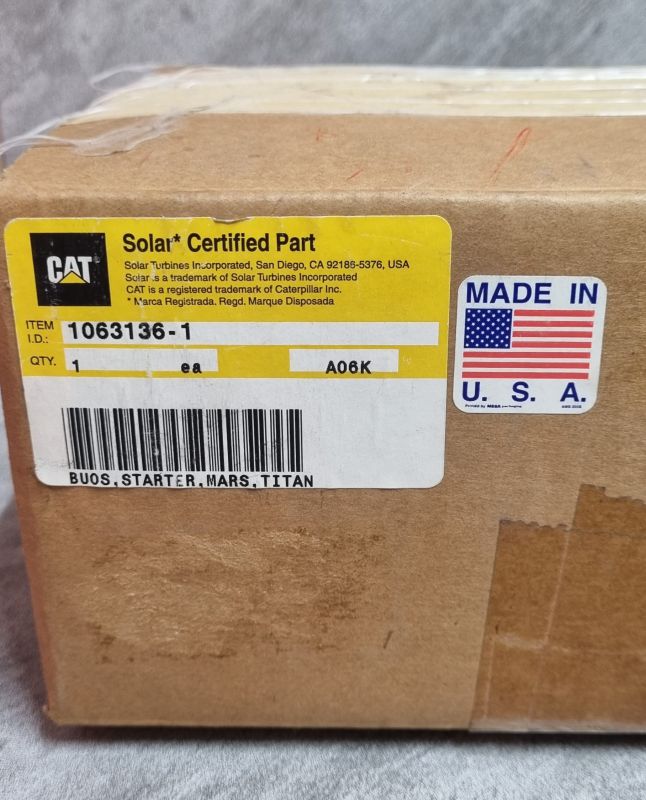 CAT
Solar* Certified Part
Solar Turbines Incorporated, San Diego, CA 92186-5376, USA
Solar is a trademark of Solar Turbines Incorporated
CAT is a registered trademark of Caterpillar Inc.
* Marca Registrada. Regd. Marque Disposada
ITEM
I.D.: 1063136-1
QTY. 1 ea A06K
BUOS,STARTER,MARS,TITAN
MADE IN
U. S. A.
Printed by